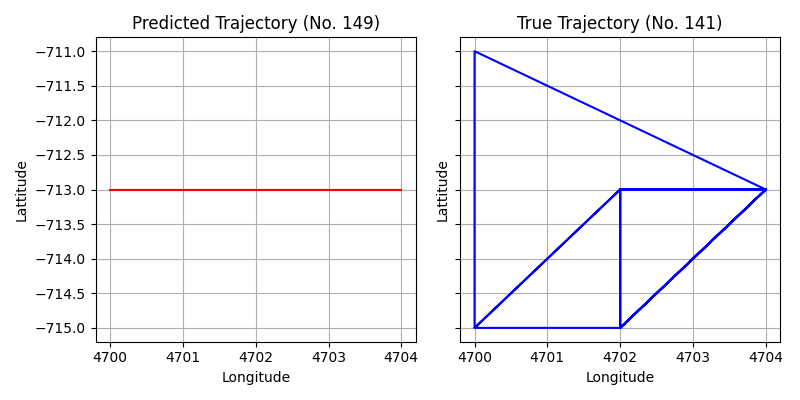 Predicted Trajectory (No. 149)
Lattitude
−711.0
−711.5
−712.0
−712.5
−713.0
−713.5
−714.0
−714.5
−715.0
4700 4701 4702 4703 4704
Longitude
True Trajectory (No. 141)
Lattitude
4700 4701 4702 4703 4704
Longitude